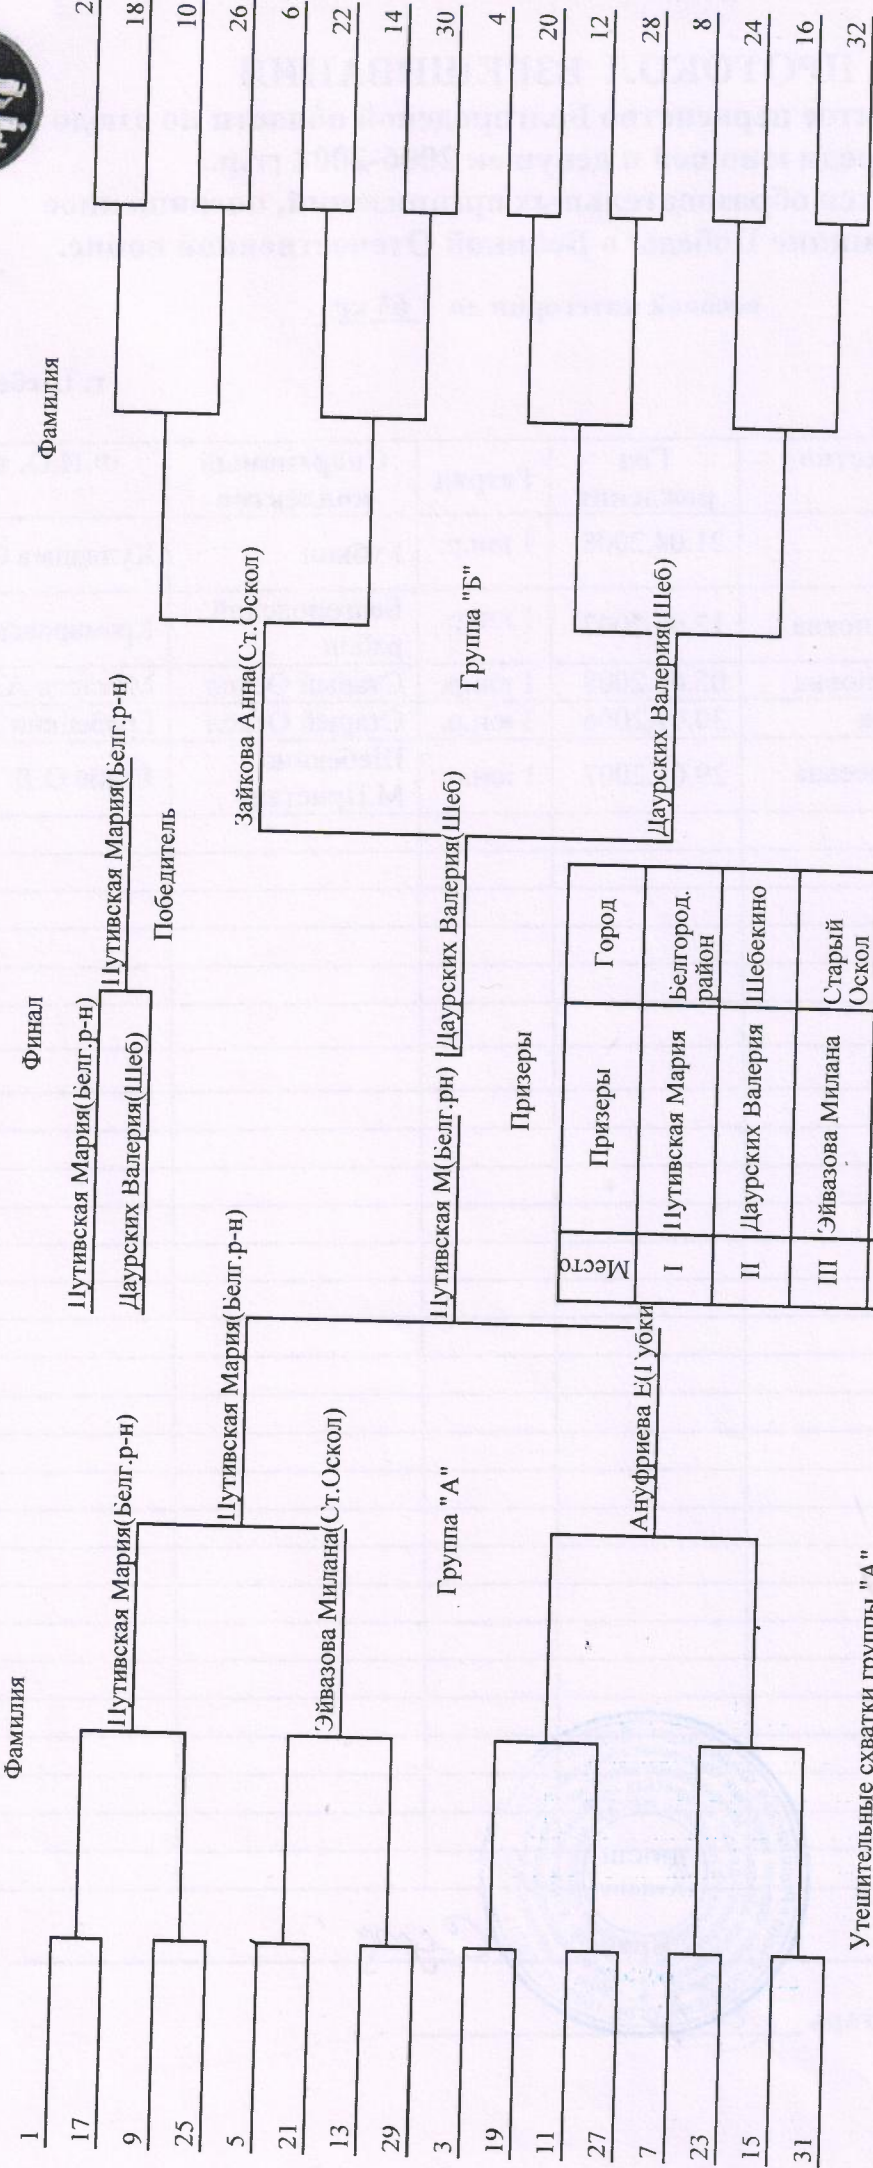 Фамилия
Финал
Фамилия
1
17
9
25
5
21
13
29
3
19
11
27
7
23
15
31
Путивская Мария(Белг.р-н)
Эйвазова Милана(Ст.Оскол)
Путивская Мария(Белг.р-н)
Группа "А"
Ануфриева Е(Губки
Утешительные схватки группы "А"
Путивская Мария(Белг.р-н)
Даурских Валерия(Шеб)
Путивская Мария(Белг.р-н)
Победитель
Путивская М(Белг.рн)
Даурских Валерия(Шеб)
Призеры
Место Призеры Город
I Путивская Мария Белгород. район
II Даурских Валерия Шебекино
III Эйвазова Милана Старый Оскол
Зайкова Анна(Ст.Оскол)
Группа "Б"
Даурских Валерия(Шеб)
2
18
10
26
6
22
14
30
4
20
12
28
8
24
16
32